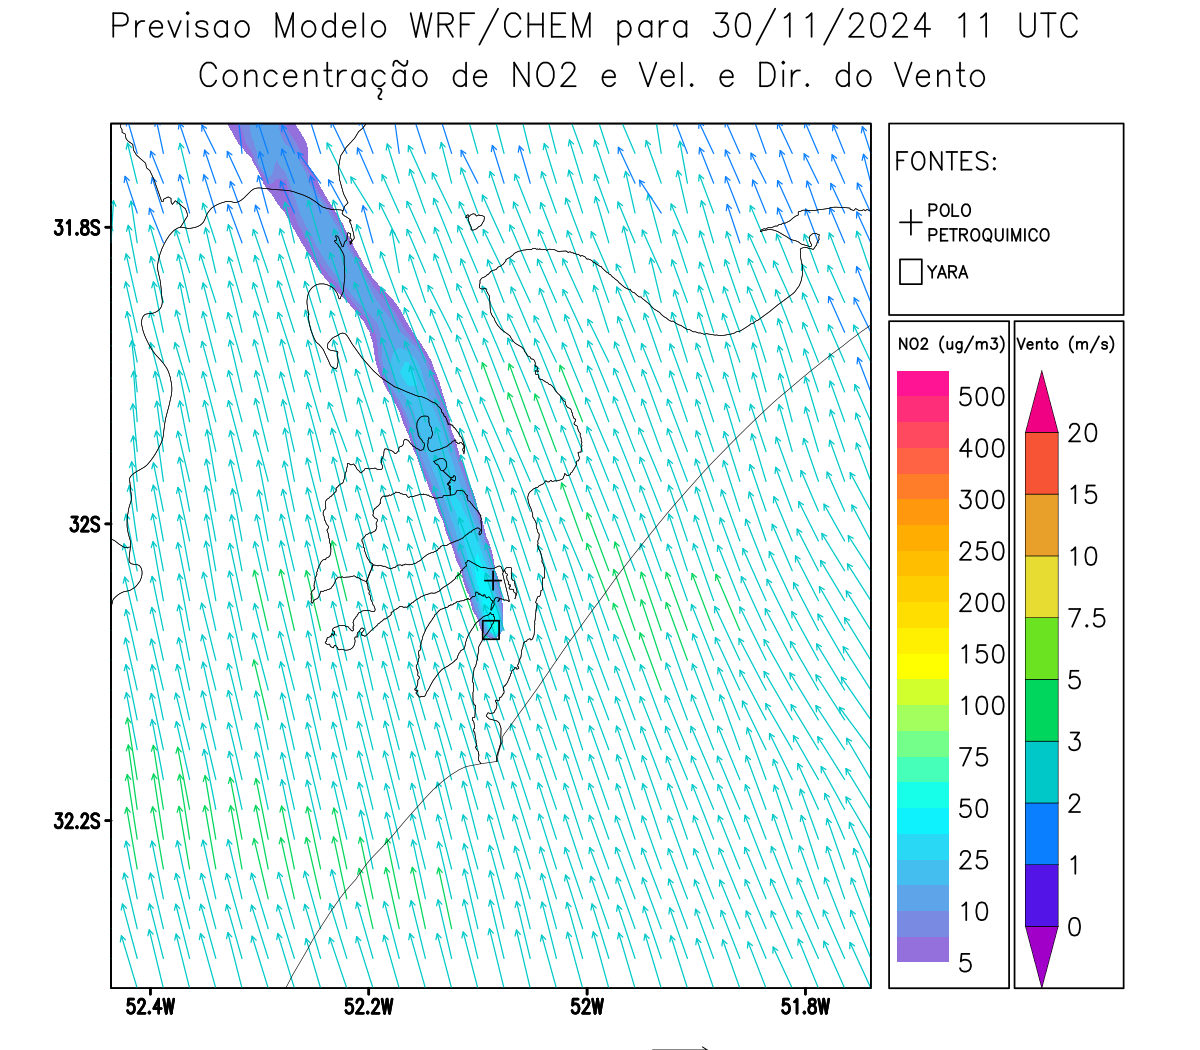 Previsao Modelo WRF/CHEM para 30/11/2024 11 UTC
Concentração de NO2 e Vel. e Dir. do Vento
FONTES:
POLO
PETROQUIMICO
YARA
NO2 (ug/m3)
500
400
300
250
200
150
100
75
50
25
10
5
Vento (m/s)
20
15
10
7.5
5
3
2
1
0
31.8S
32S
32.2S
52.4W
52.2W
52W
51.8W